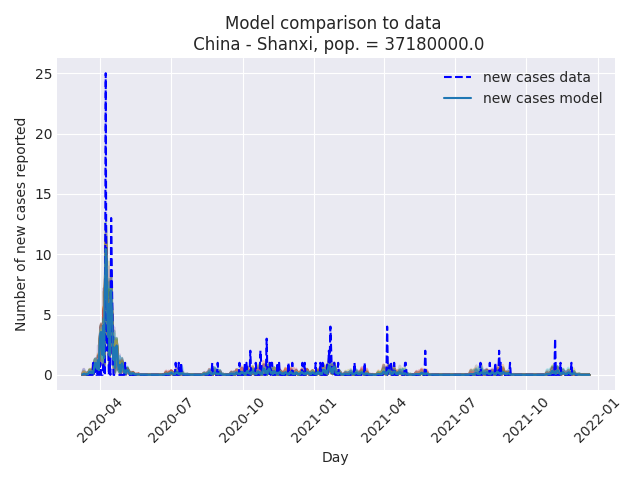 Model comparison to data
China - Shanxi, pop. = 37180000.0
new cases data
new cases model
Number of new cases reported
25
20
15
10
5
0
2020-04
2020-07
2020-10
2021-01
2021-04
2021-07
2021-10
2022-01
Day